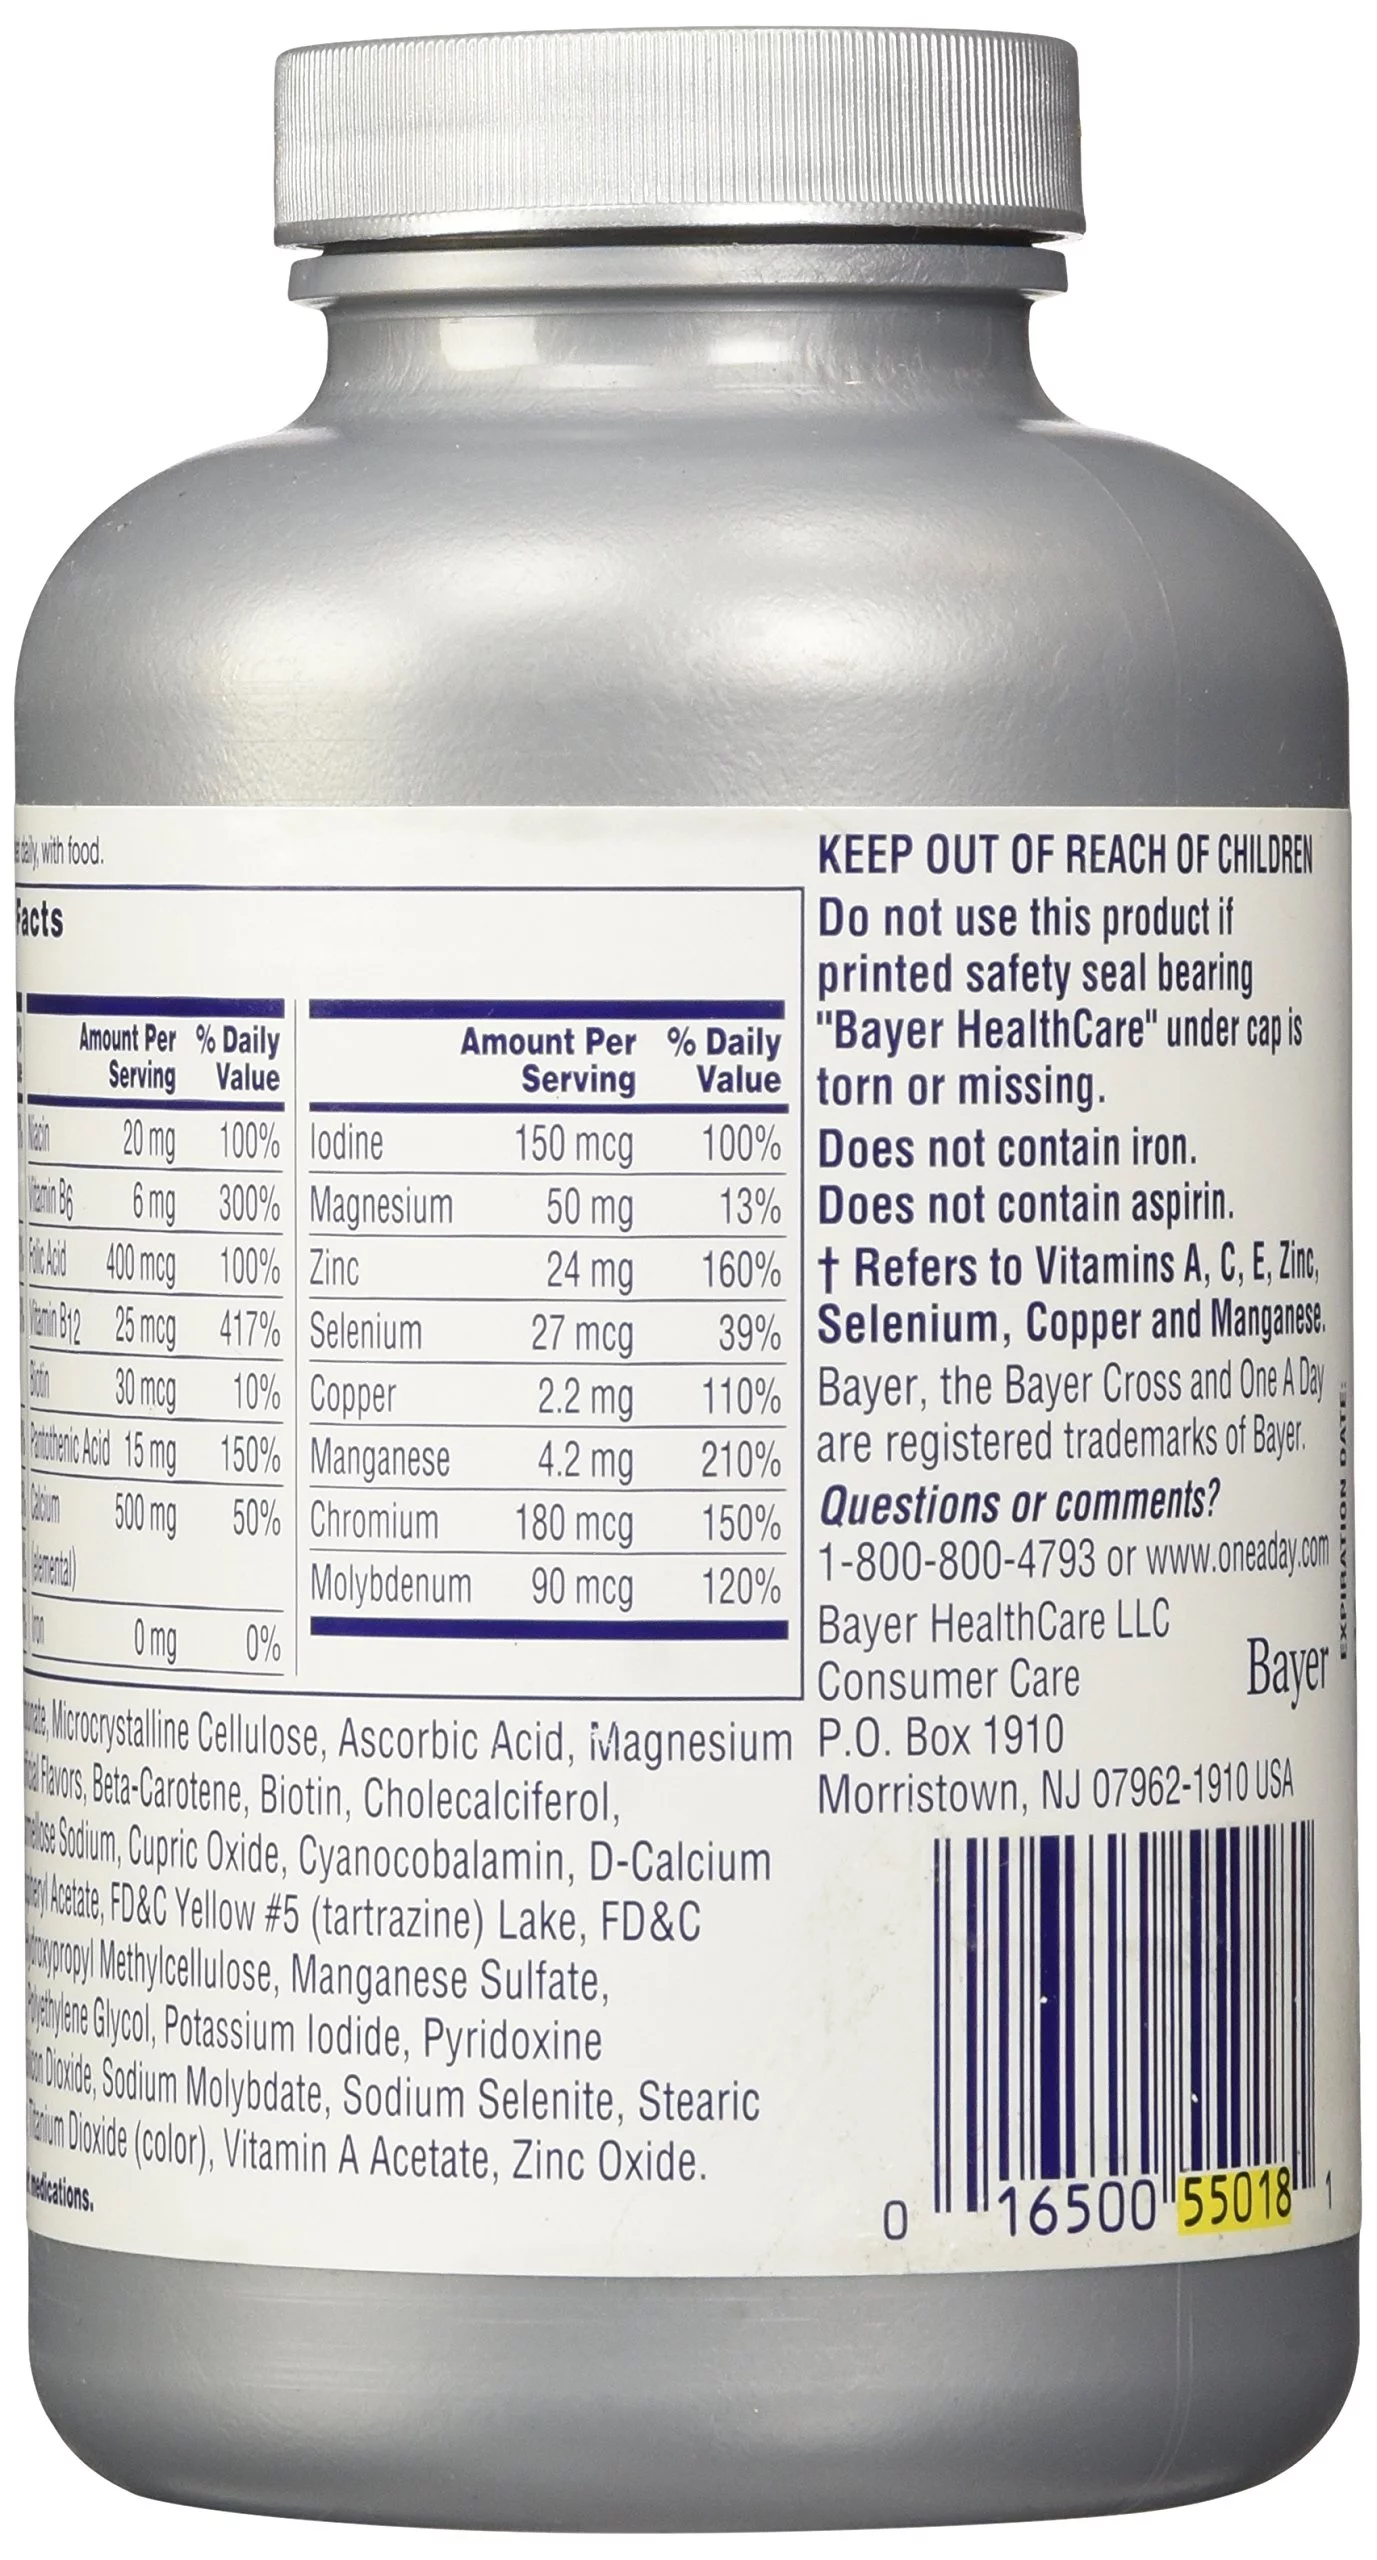 daily, with food.
Facts
Amount Per Serving % Daily Value
Niacin 20 mg 100%
Vitamin B6 6 mg 300%
Folic Acid 400 mcg 100%
Vitamin B12 25 mcg 417%
Biotin 30 mcg 10%
Pantothenic Acid 15 mg 150%
Calcium 500 mg 50%
(elemental)
Iron 0 mg 0%
Amount Per Serving % Daily Value
Iodine 150 mcg 100%
Magnesium 50 mg 13%
Zinc 24 mg 160%
Selenium 27 mcg 39%
Copper 2.2 mg 110%
Manganese 4.2 mg 210%
Chromium 180 mcg 150%
Molybdenum 90 mcg 120%
Microcrystalline Cellulose, Ascorbic Acid, Magnesium
Flavors, Beta-Carotene, Biotin, Cholecalciferol,
Sodium, Cupric Oxide, Cyanocobalamin, D-Calcium
Acetate, FD&C Yellow #5 (tartrazine) Lake, FD&C
Methylcellulose, Manganese Sulfate,
Polyethylene Glycol, Potassium Iodide, Pyridoxine
Dioxide, Sodium Molybdate, Sodium Selenite, Stearic
Titanium Dioxide (color), Vitamin A Acetate, Zinc Oxide.
medications.
KEEP OUT OF REACH OF CHILDREN
Do not use this product if
printed safety seal bearing
"Bayer HealthCare" under cap is
torn or missing.
Does not contain iron.
Does not contain aspirin.
† Refers to Vitamins A, C, E, Zinc,
Selenium, Copper and Manganese.
Bayer, the Bayer Cross and One A Day
are registered trademarks of Bayer.
Questions or comments?
1-800-800-4793 or www.oneaday.com
Bayer HealthCare LLC
Consumer Care
P.O. Box 1910
Morristown, NJ 07962-1910 USA
Bayer
EXPIRATION DATE:
0 16500 55018 1